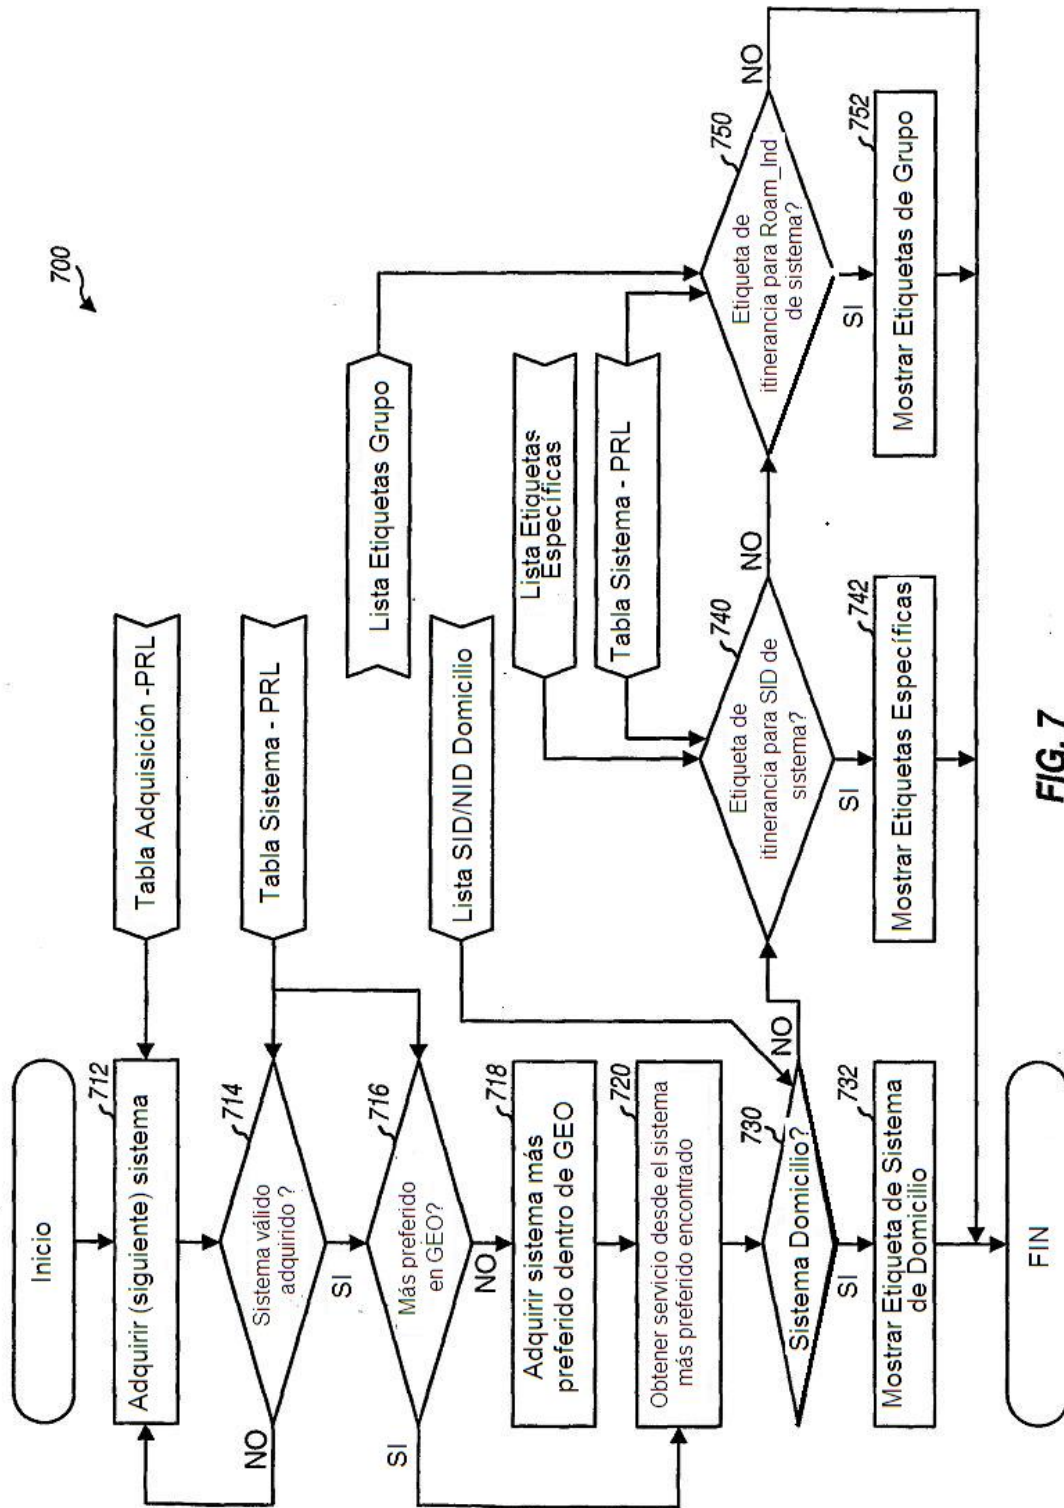 700
Inicio
712
Adquirir (siguiente) sistema
Tabla Adquisición -PRL
714
Sistema válido
adquirido ?
NO
SI
Tabla Sistema - PRL
716
Más preferido
en GEO?
SI
NO
718
Adquirir sistema más
preferido dentro de GEO
720
Obtener servicio desde el sistema
más preferido encontrado
Lista SID/NID Domicilio
730
Sistema Domicilio?
NO
SI
732
Mostrar Etiqueta de Sistema
de Domicilio
Lista Etiquetas Grupo
Lista Etiquetas
Específicas
Tabla Sistema - PRL
740
Etiqueta de
itinerancia para SID de
sistema?
NO
SI
742
Mostrar Etiquetas Específicas
750
Etiqueta de
itinerancia para Roam_Ind
de sistema?
NO
SI
752
Mostrar Etiquetas de Grupo
FIN
FIG. 7